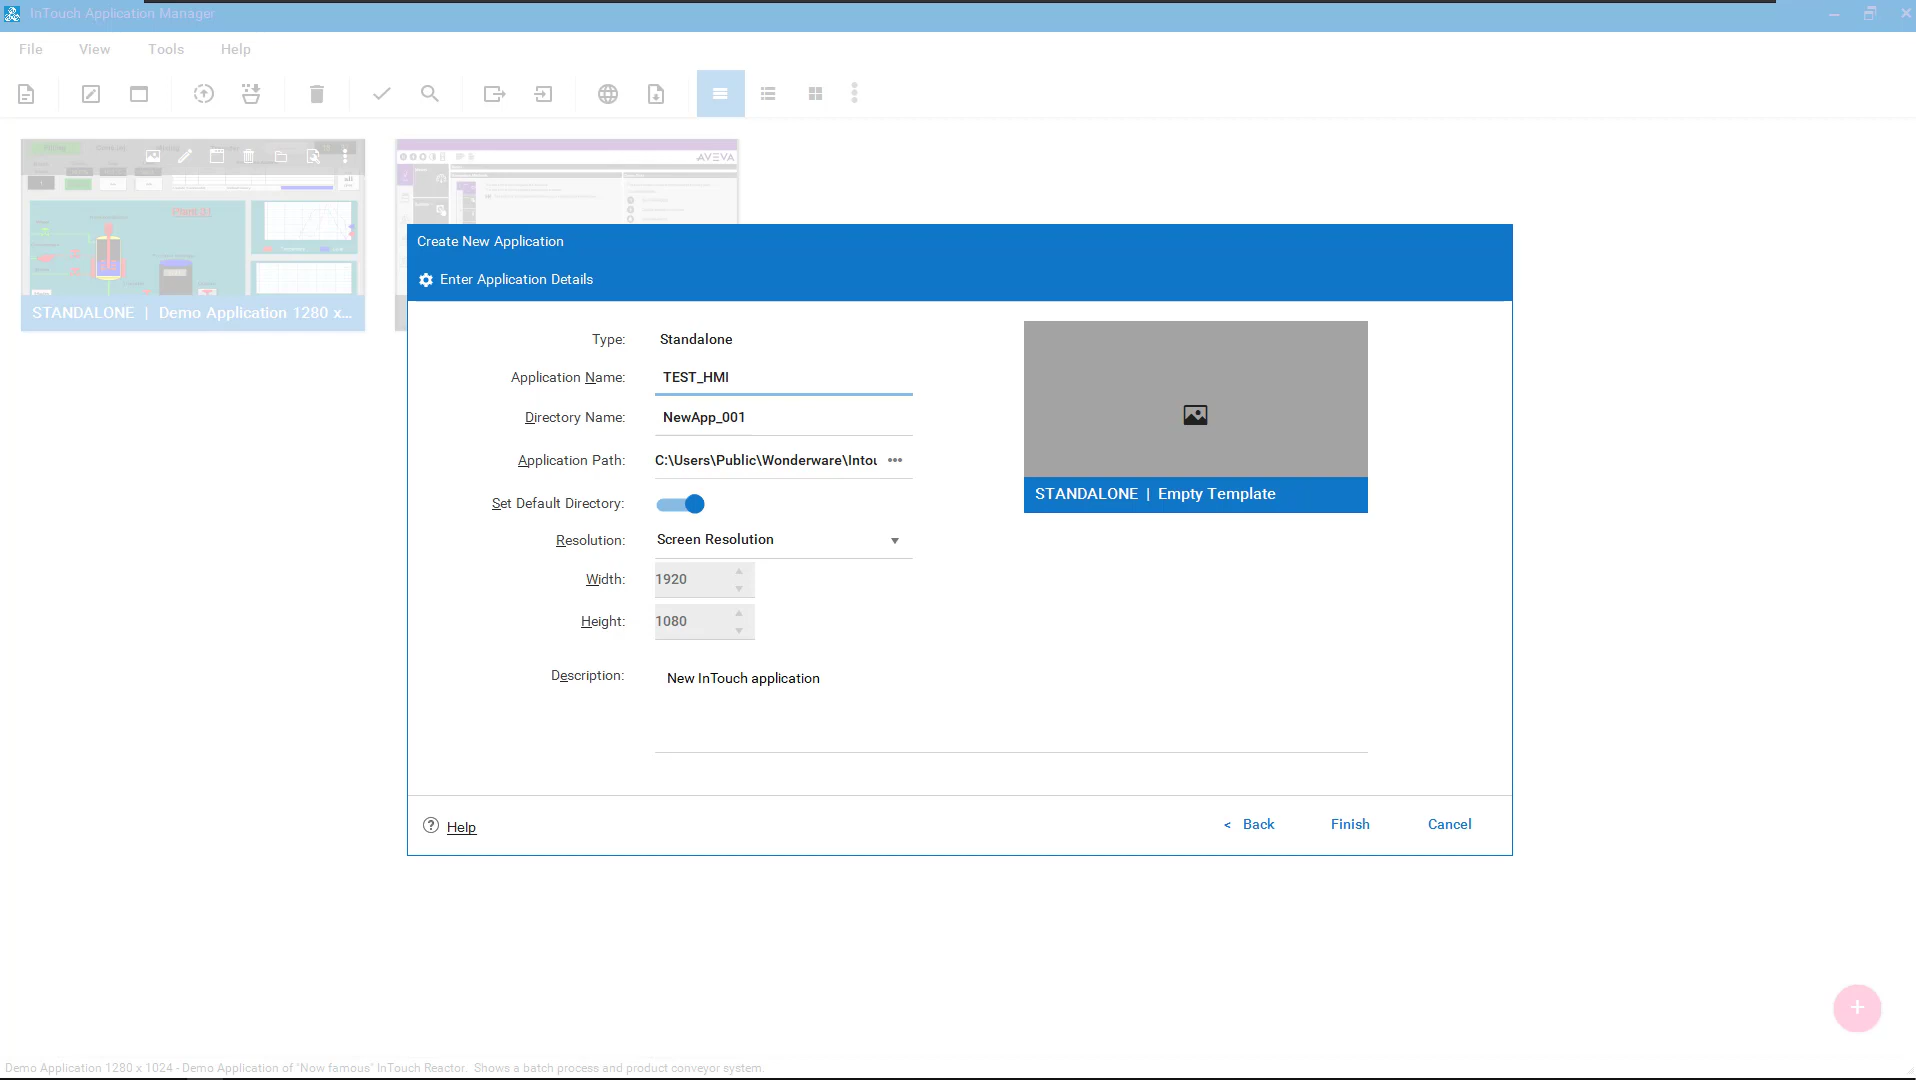 InTouch Application Manager
File View Tools Help
AVEVA
Plant 51
STANDALONE | Demo Application 1280 x...
Create New Application
Enter Application Details
Type: Standalone
Application Name: TEST_HMI
Directory Name: NewApp_001
Application Path: C:\Users\Public\Wonderware\Intou ...
Set Default Directory:
Resolution: Screen Resolution
Width: 1920
Height: 1080
Description: New InTouch application
STANDALONE | Empty Template
Help
< Back Finish Cancel
Demo Application 1280 x 1024 - Demo Application of "Now famous" InTouch Reactor. Shows a batch process and product conveyor system.